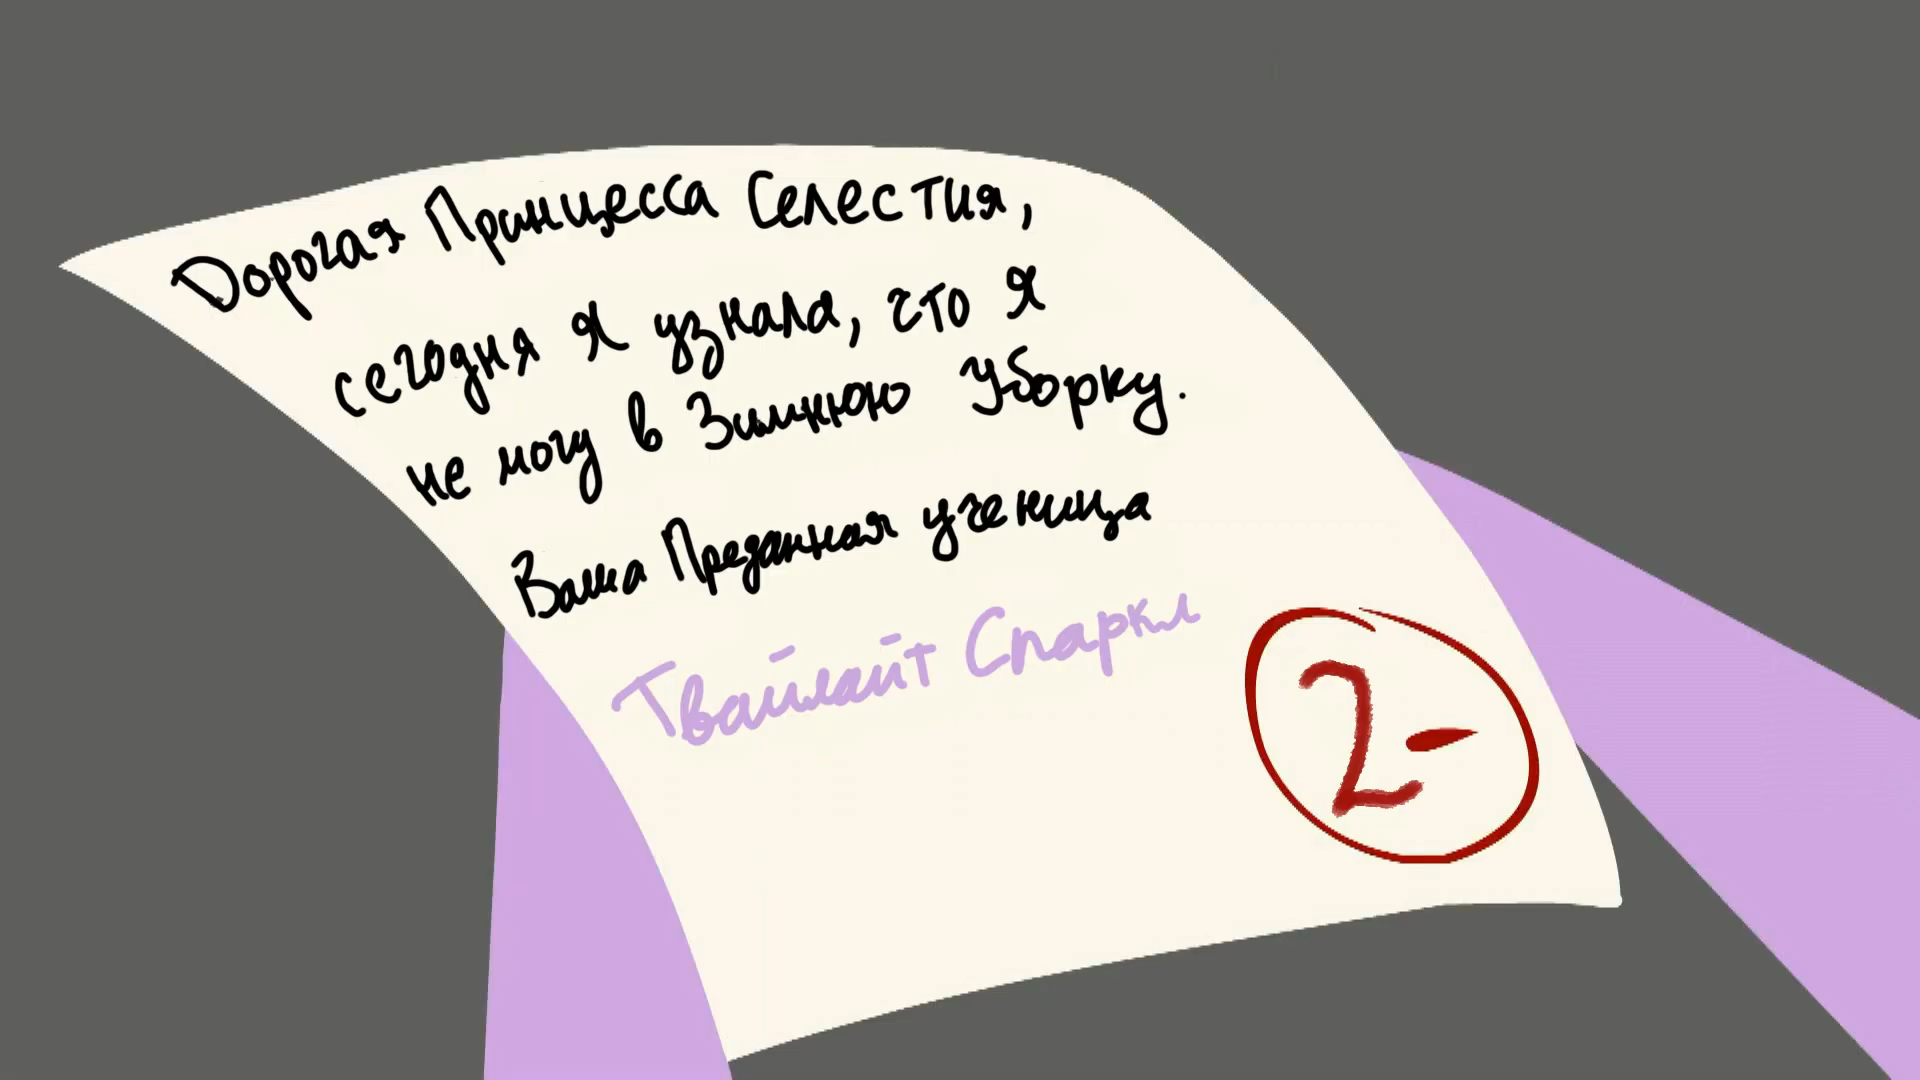 Дорогая Принцесса Селестия,
сегодня я узнала, что я
не могу в Зимнюю Уборку.
Ваша Преданная ученица
Твайлайт Спаркл
2-